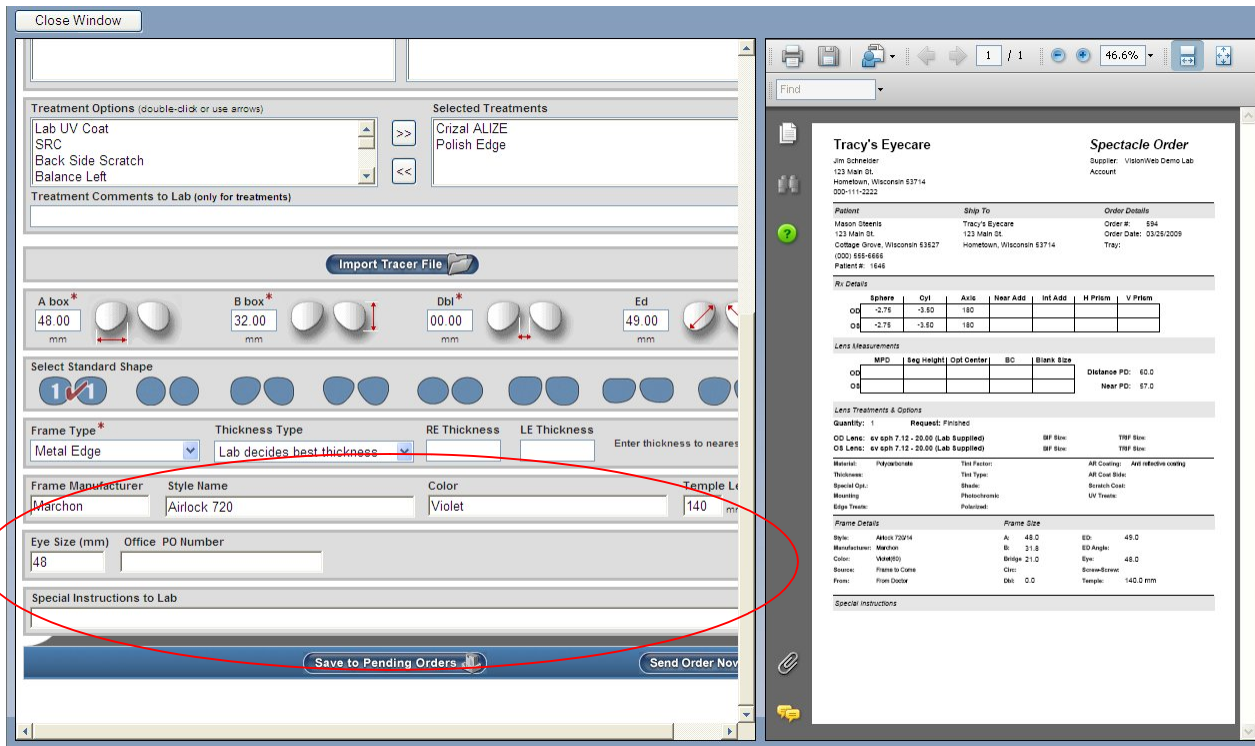 Close Window
Treatment Options (double-click or use arrows)
Selected Treatments
Lab UV Coat
SRC
Back Side Scratch
Balance Left
>>
<<
Crizal ALIZE
Polish Edge
Treatment Comments to Lab (only for treatments)
Import Tracer File
A box* B box* Dbl* Ed
48.00 32.00 00.00 49.00
mm mm mm mm
Select Standard Shape
1 1
Frame Type* Thickness Type RE Thickness LE Thickness
Metal Edge Lab decides best thickness Enter thickness to neares
Frame Manufacturer Style Name Color Temple Le
Marchon Airlock 720 Violet 140 mm
Eye Size (mm) Office PO Number
48
Special Instructions to Lab
Save to Pending Orders Send Order Now
1 / 1 46.6%
Find
Tracy's Eyecare Spectacle Order
Jim Schneider Supplier: VisionWeb Demo Lab
123 Main St. Account
Hometown, Wisconsin 53714
000-111-2222
Patient Ship To Order Details
Mason Steenis Tracy's Eyecare Order #: 594
123 Main St. 123 Main St. Order Date: 03/25/2009
Cottage Grove, Wisconsin 53527 Hometown, Wisconsin 53714 Tray:
(000) 555-6666
Patient #: 1646
Rx Details
Sphere Cyl Axis Near Add Int Add H Prism V Prism
OD -2.75 -3.50 180
OS -2.75 -3.50 180
Lens Measurements
MPD Seg Height Opt Center BC Blank Size
OD Distance PD: 60.0
OS Near PD: 57.0
Lens Treatments & Options
Quantity: 1 Request: Finished
OD Lens: sv sph 7.12 - 20.00 (Lab Supplied) BIF Size: TRIF Size:
OS Lens: sv sph 7.12 - 20.00 (Lab Supplied) BIF Size: TRIF Size:
Material: Polycarbonate Tint Factor: AR Coating: Anti reflective coating
Thickness: Tint Type: AR Coat Side:
Special Opt.: Shade: Scratch Coat:
Mounting Photochromic UV Treate:
Edge Treate: Polarized:
Frame Details Frame Size
Style: Airlock 720/14 A: 48.0 ED: 49.0
Manufacturer: Marchon B: 31.8 ED Angle:
Color: Violet(60) Bridge 21.0 Eye: 48.0
Source: Frame to Come Circ: Screw-Screw:
From: From Doctor Dbl: 0.0 Temple: 140.0 mm
Special Instructions